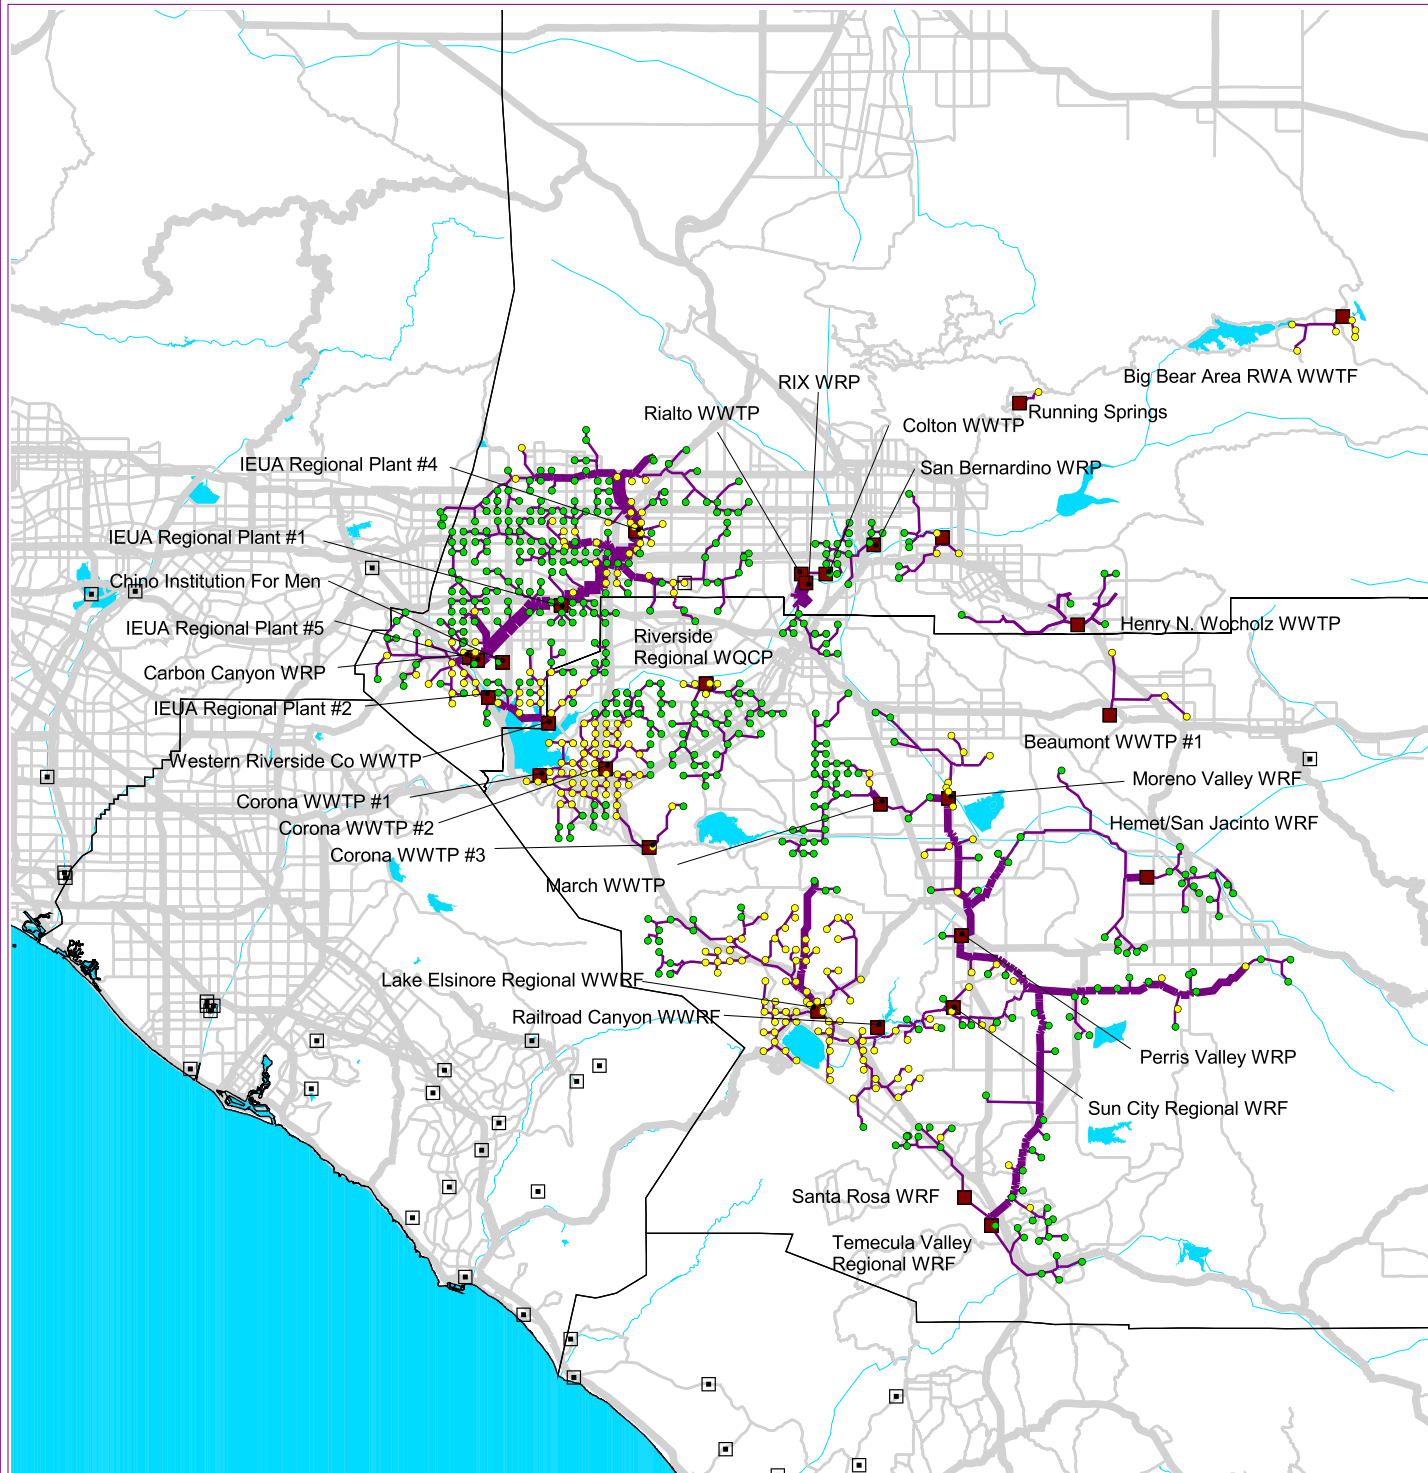 Big Bear Area RWA WWTF
RIX WRP
Running Springs
Rialto WWTP
Colton WWTP
IEUA Regional Plant #4
San Bernardino WRP
IEUA Regional Plant #1
Chino Institution For Men
IEUA Regional Plant #5
Henry N. Wocholz WWTP
Riverside
Regional WQCP
Carbon Canyon WRP
IEUA Regional Plant #2
Beaumont WWTP #1
Western Riverside Co WWTP
Moreno Valley WRF
Corona WWTP #1
Hemet/San Jacinto WRF
Corona WWTP #2
Corona WWTP #3
March WWTP
Lake Elsinore Regional WWRF
Railroad Canyon WWRF
Perris Valley WRP
Sun City Regional WRF
Santa Rosa WRF
Temecula Valley
Regional WRF